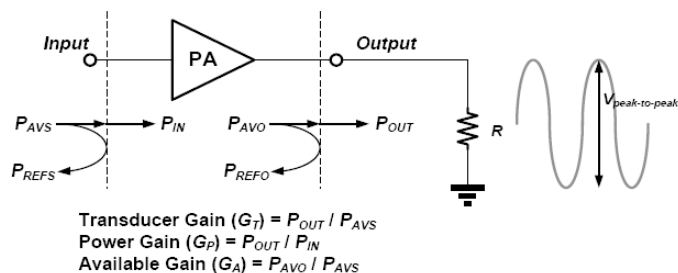 Input
PA
Output
P_AVS
P_IN
P_AVO
P_OUT
R
V_peak-to-peak
P_REFS
P_REFO
Transducer Gain (G_T) = P_OUT / P_AVS
Power Gain (G_P) = P_OUT / P_IN
Available Gain (G_A) = P_AVO / P_AVS